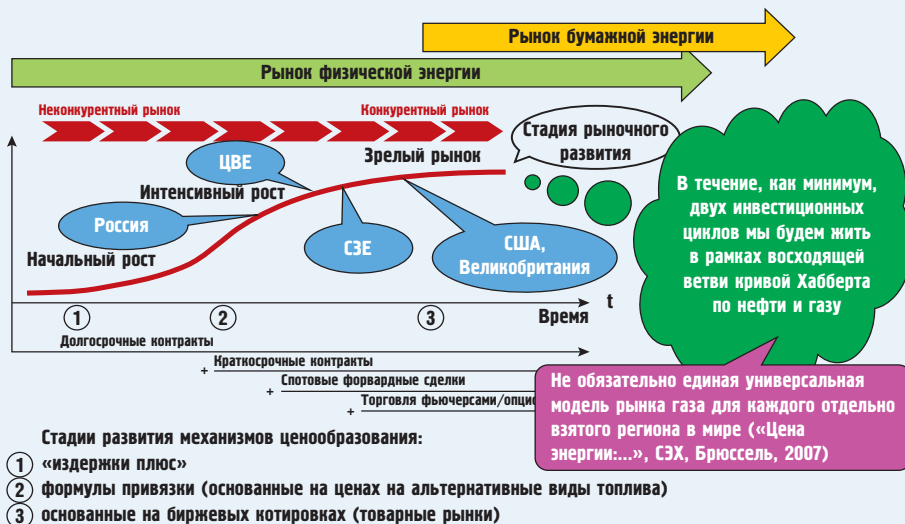 Рынок бумажной энергии
Рынок физической энергии
Неконкурентный рынок
Конкурентный рынок
Стадия рыночного
развития
Зрелый рынок
ЦВЕ
Интенсивный рост
Россия
СЗЕ
США,
Великобритания
Начальный рост
В течение, как минимум,
двух инвестиционных
циклов мы будем жить
в рамках восходящей
ветви кривой Хабберта
по нефти и газу
t
Время
1
2
3
Долгосрочные контракты
+ Краткосрочные контракты
+ Спотовые форвардные сделки
+ Торговля фьючерсами/
Не обязательно единая универсальная
модель рынка газа для каждого отдельно
взятого региона в мире («Цена
энергии:...», СЭХ, Брюссель, 2007)
Стадии развития механизмов ценообразования:
1 «издержки плюс»
2 формулы привязки (основанные на ценах на альтернативные виды топлива)
3 основанные на биржевых котировках (товарные рынки)